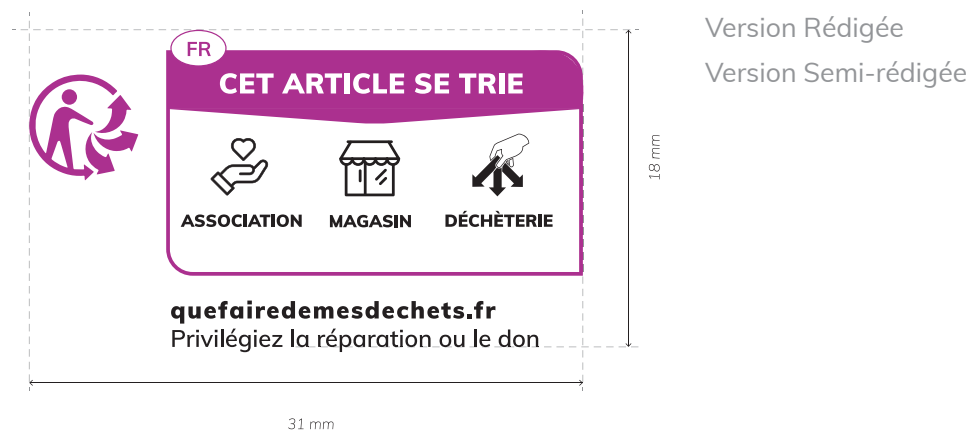 Version Rédigée
Version Semi-rédigée
FR
CET ARTICLE SE TRIE
ASSOCIATION MAGASIN DÉCHÈTERIE
quefairedemesdechets.fr
Privilégiez la réparation ou le don
18 mm
31 mm